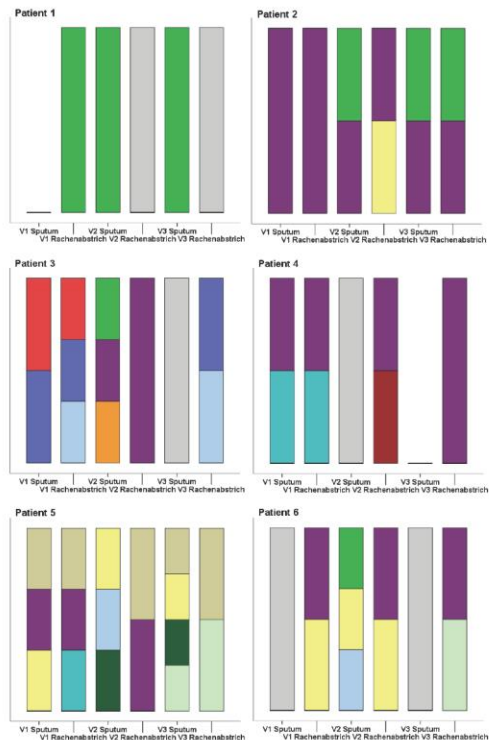 Patient 1
Patient 2
V1 Sputum V2 Sputum V3 Sputum
V1 Rachenabstrich V2 Rachenabstrich V3 Rachenabstrich
V1 Sputum V2 Sputum V3 Sputum
V1 Rachenabstrich V2 Rachenabstrich V3 Rachenabstrich
Patient 3
Patient 4
V1 Sputum V2 Sputum V3 Sputum
V1 Rachenabstrich V2 Rachenabstrich V3 Rachenabstrich
V1 Sputum V2 Sputum V3 Sputum
V1 Rachenabstrich V2 Rachenabstrich V3 Rachenabstrich
Patient 5
Patient 6
V1 Sputum V2 Sputum V3 Sputum
V1 Rachenabstrich V2 Rachenabstrich V3 Rachenabstrich
V1 Sputum V2 Sputum V3 Sputum
V1 Rachenabstrich V2 Rachenabstrich V3 Rachenabstrich